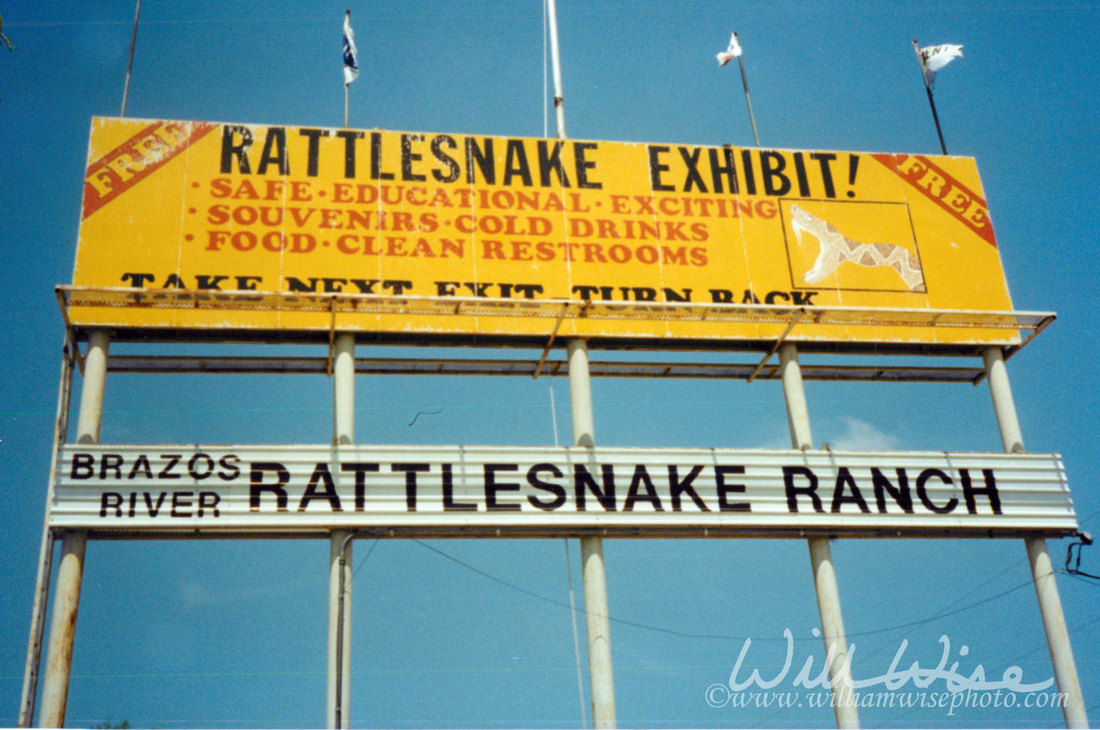 FREE
RATTLESNAKE EXHIBIT!
FREE
· SAFE · EDUCATIONAL · EXCITING
· SOUVENIRS · COLD DRINKS
· FOOD · CLEAN RESTROOMS
TAKE NEXT EXIT TURN BACK
BRAZOS
RIVER
RATTLESNAKE RANCH
Will Wise
©www.williamwisephoto.com